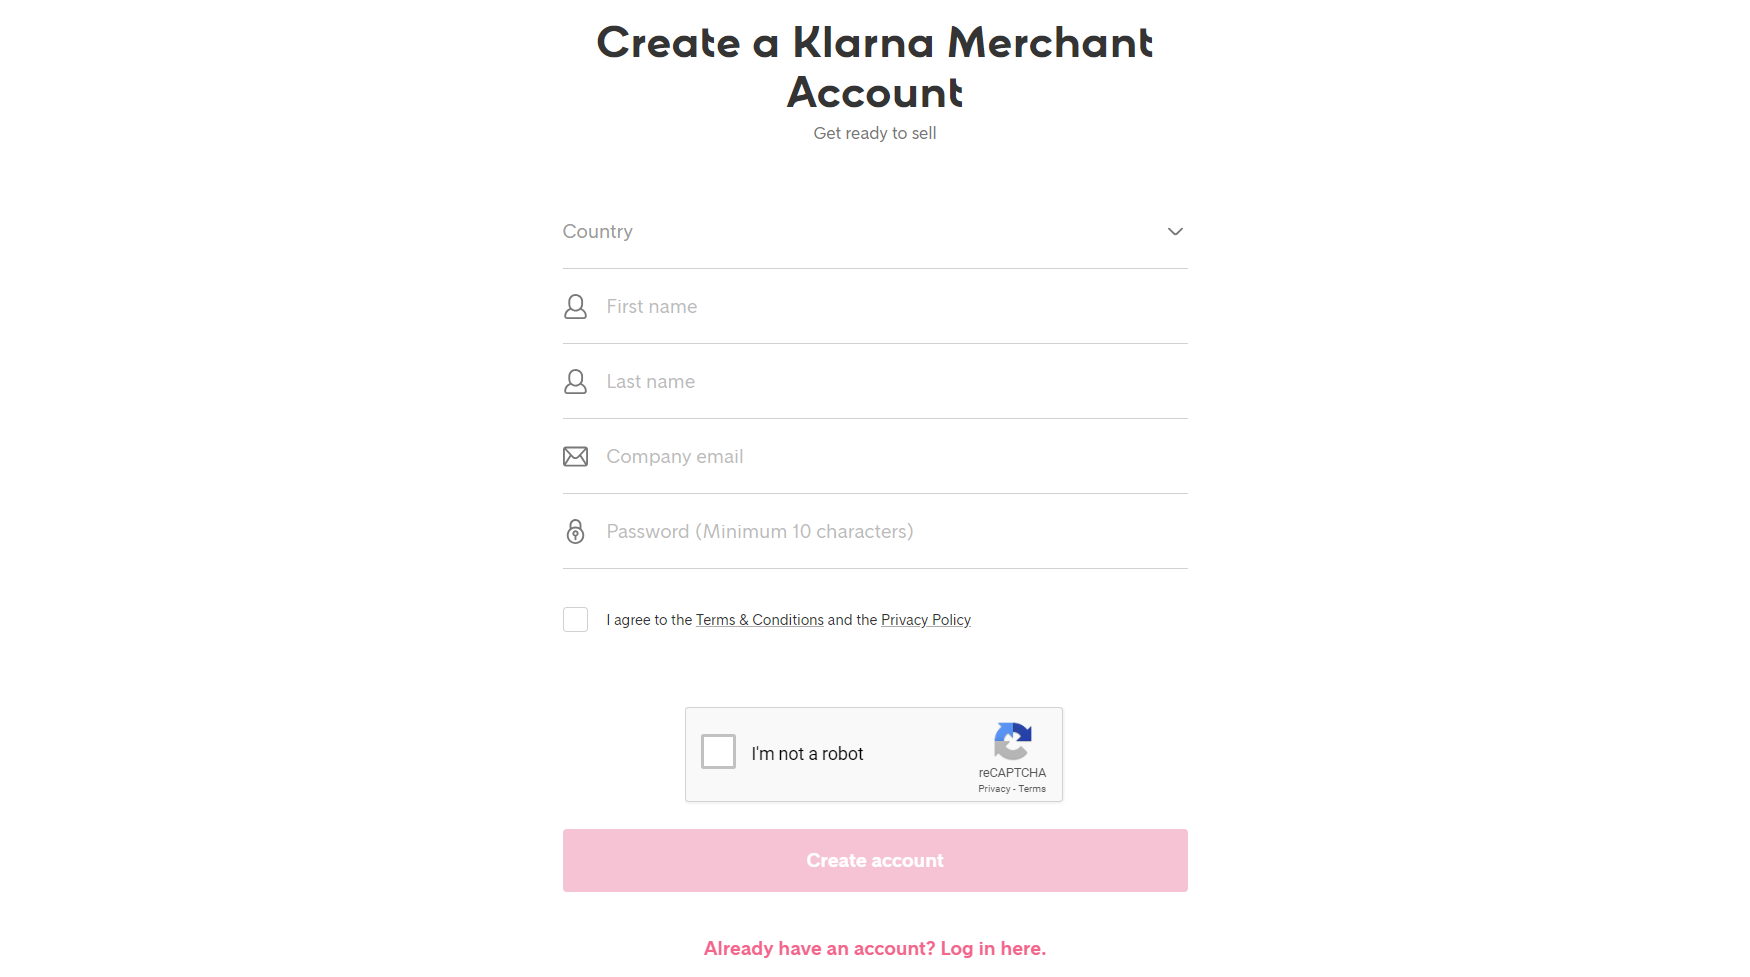 Create a Klarna Merchant
Account
Get ready to sell
Country
First name
Last name
Company email
Password (Minimum 10 characters)
I agree to the Terms & Conditions and the Privacy Policy
I'm not a robot
reCAPTCHA
Privacy - Terms
Create account
Already have an account? Log in here.